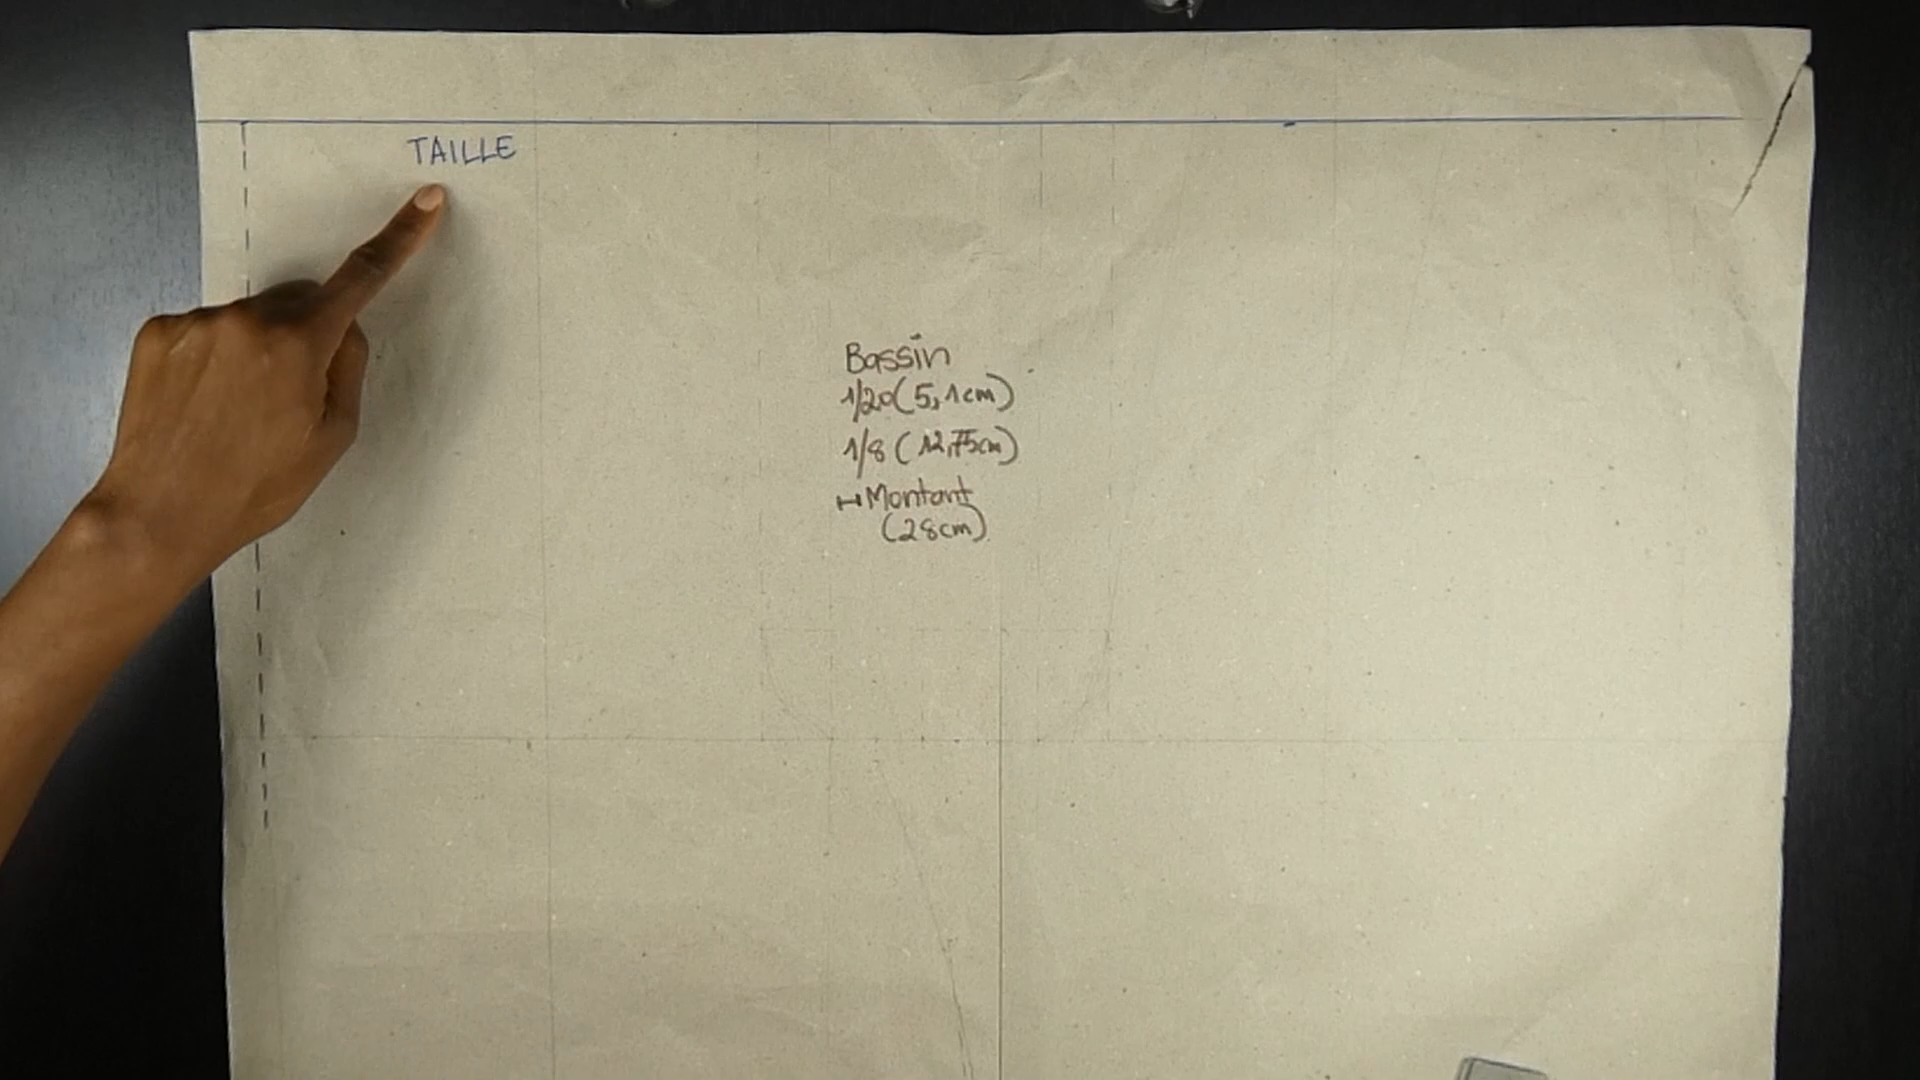 TAILLE
Bassin
1/20 (5,1cm)
1/8 (12,75cm)
↦Montant
(28cm)